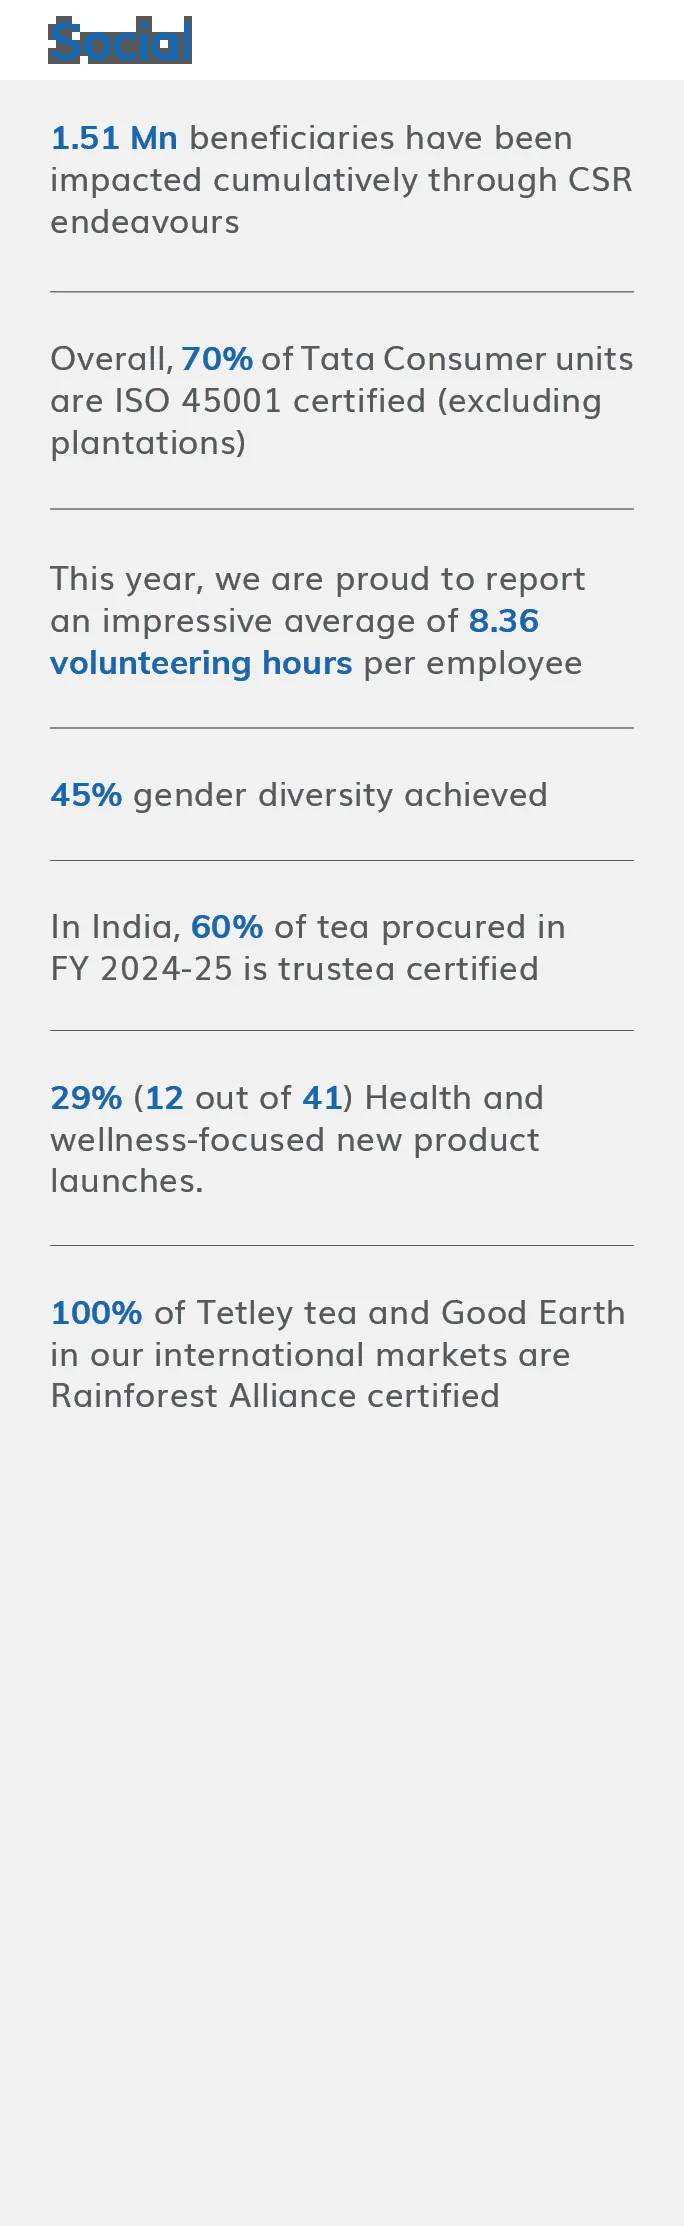 Social
1.51 Mn beneficiaries have been
impacted cumulatively through CSR
endeavours
Overall, 70% of Tata Consumer units
are ISO 45001 certified (excluding
plantations)
This year, we are proud to report
an impressive average of 8.36
volunteering hours per employee
45% gender diversity achieved
In India, 60% of tea procured in
FY 2024-25 is trustea certified
29% (12 out of 41) Health and
wellness-focused new product
launches.
100% of Tetley tea and Good Earth
in our international markets are
Rainforest Alliance certified